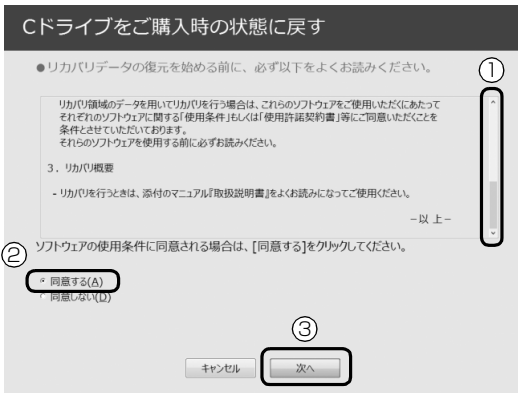 Cドライブをご購入時の状態に戻す
●リカバリデータの復元を始める前に、必ず以下をよくお読みください。
①
リカバリ領域のデータを用いてリカバリを行う場合は、これらのソフトウェアをご使用いただくにあたって
それぞれのソフトウェアに関する「使用条件」もしくは「使用許諾契約書」等にご同意いただくことを
条件とさせていただいております。
それらのソフトウェアを使用する前に必ずお読みください。
3．リカバリ概要
- リカバリを行うときは、添付のマニュアル『取扱説明書』をよくお読みになってご使用ください。
－以 上－
ソフトウェアの使用条件に同意される場合は、[同意する]をクリックしてください。
②
同意する(A)
同意しない(D)
③
キャンセル 次へ